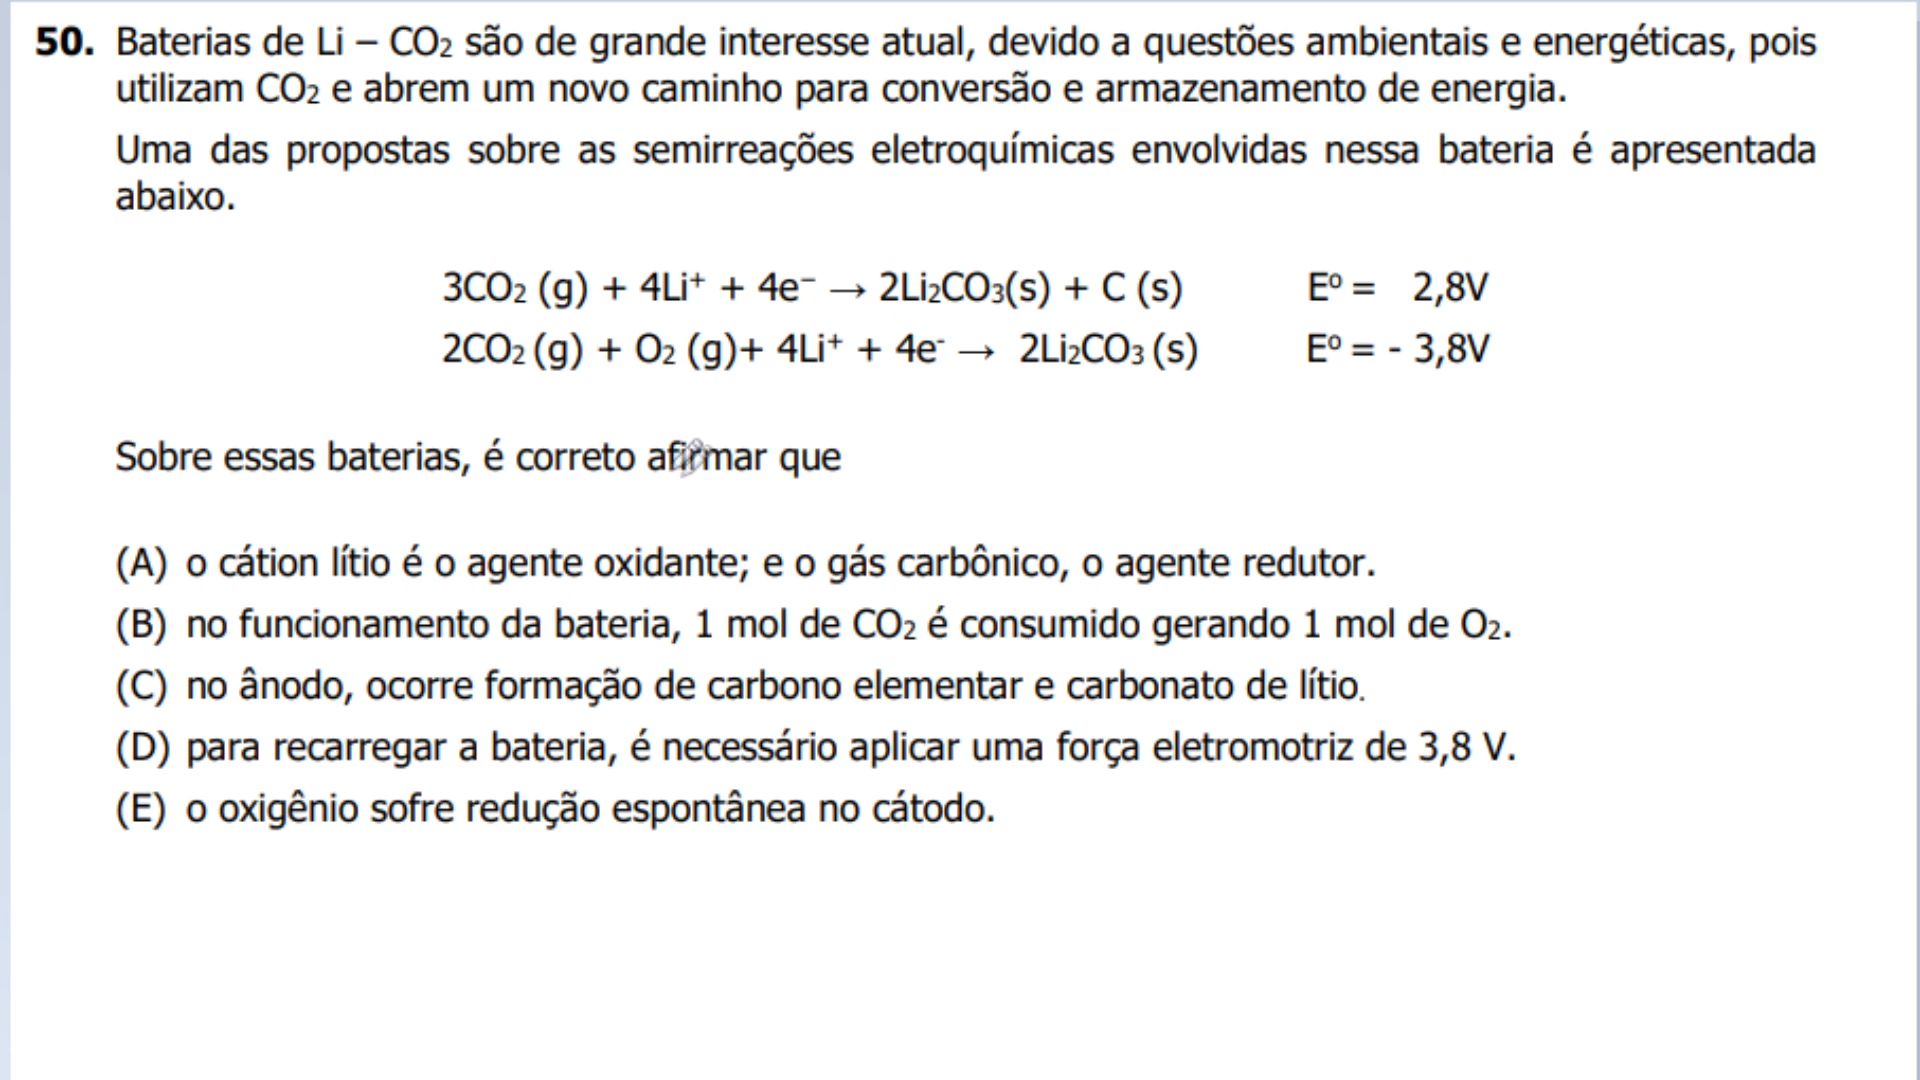 50. Baterias de Li – CO₂ são de grande interesse atual, devido a questões ambientais e energéticas, pois
utilizam CO₂ e abrem um novo caminho para conversão e armazenamento de energia.
Uma das propostas sobre as semirreações eletroquímicas envolvidas nessa bateria é apresentada
abaixo.
3CO₂ (g) + 4Li⁺ + 4e⁻ → 2Li₂CO₃(s) + C (s) Eº = 2,8V
2CO₂ (g) + O₂ (g)+ 4Li⁺ + 4e⁻ → 2Li₂CO₃ (s) Eº = - 3,8V
Sobre essas baterias, é correto afirmar que
(A) o cátion lítio é o agente oxidante; e o gás carbônico, o agente redutor.
(B) no funcionamento da bateria, 1 mol de CO₂ é consumido gerando 1 mol de O₂.
(C) no ânodo, ocorre formação de carbono elementar e carbonato de lítio.
(D) para recarregar a bateria, é necessário aplicar uma força eletromotriz de 3,8 V.
(E) o oxigênio sofre redução espontânea no cátodo.